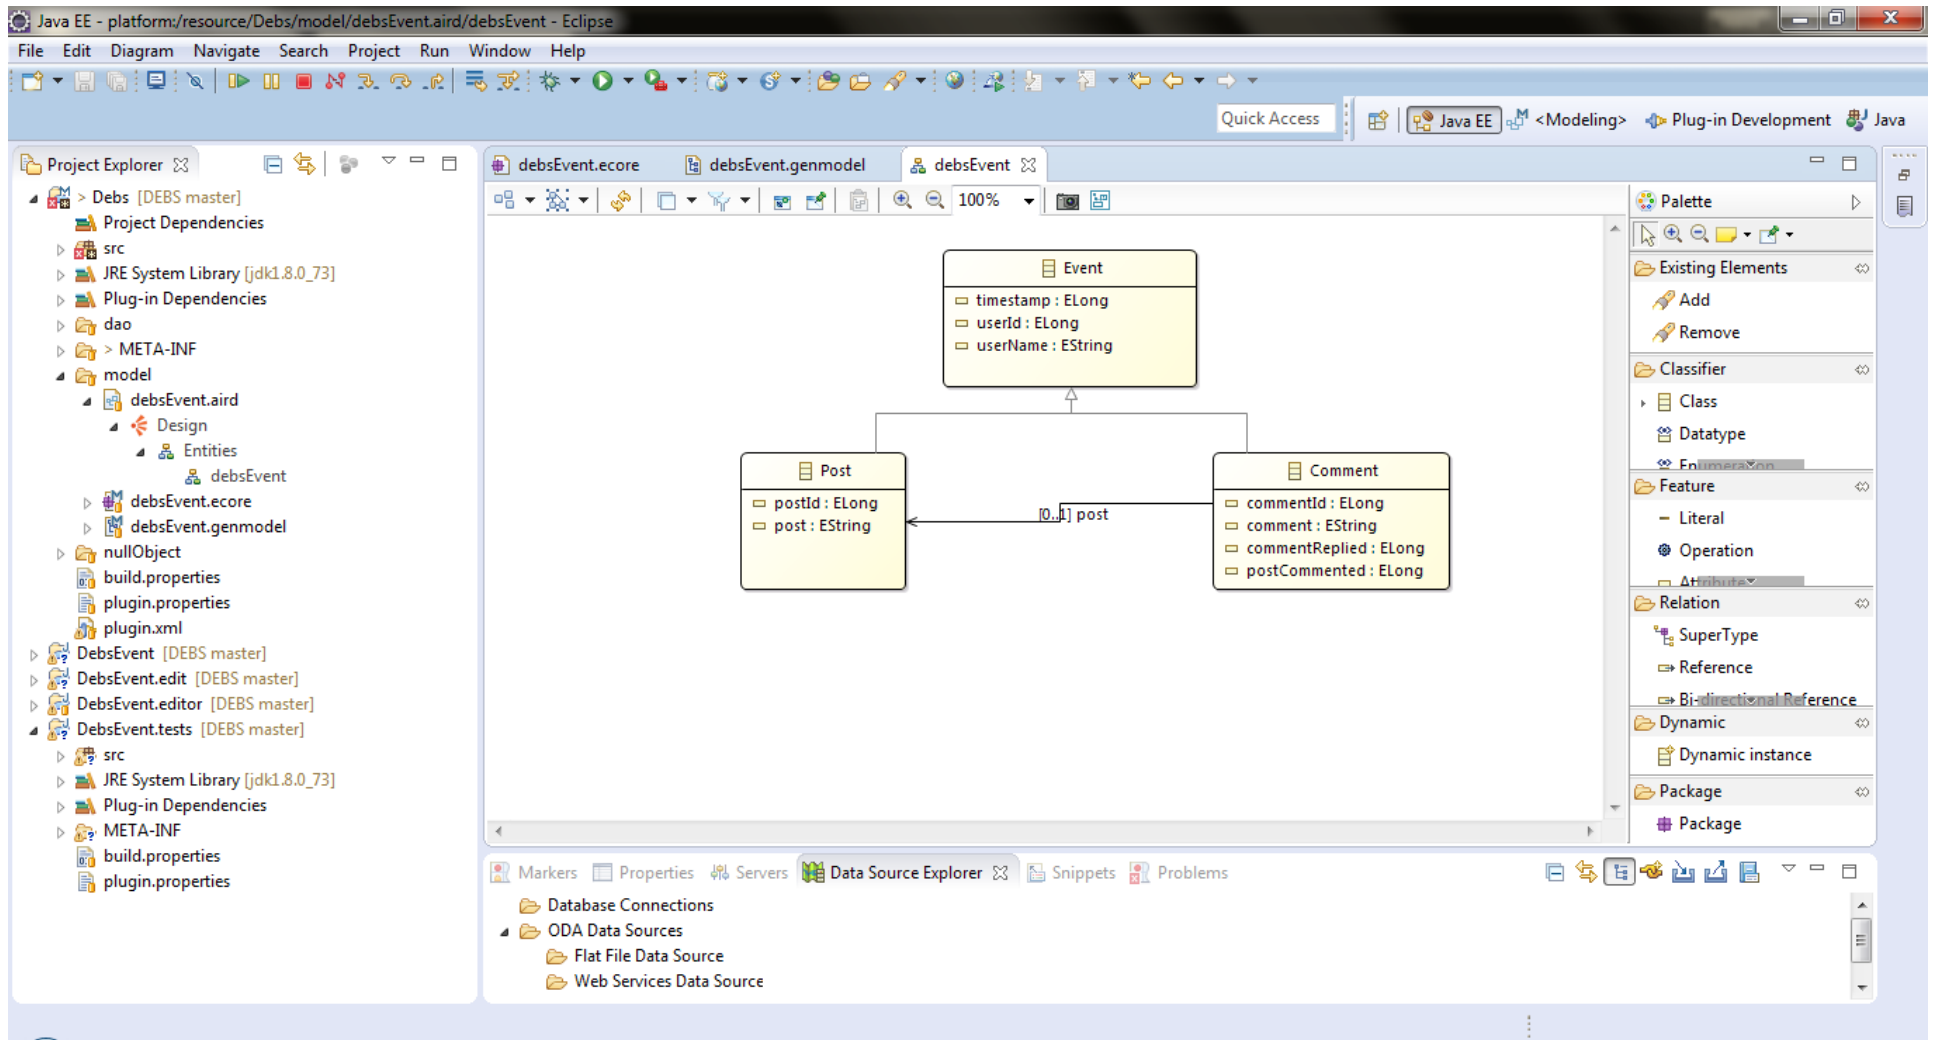 Java EE - platform:/resource/Debs/model/debsEvent.aird/debsEvent - Eclipse
File Edit Diagram Navigate Search Project Run Window Help
Quick Access
Java EE <Modeling> Plug-in Development Java
Project Explorer
> Debs [DEBS master]
Project Dependencies
src
JRE System Library [jdk1.8.0_73]
Plug-in Dependencies
dao
> META-INF
model
debsEvent.aird
Design
Entities
debsEvent
debsEvent.ecore
debsEvent.genmodel
nullObject
build.properties
plugin.properties
plugin.xml
DebsEvent [DEBS master]
DebsEvent.edit [DEBS master]
DebsEvent.editor [DEBS master]
DebsEvent.tests [DEBS master]
src
JRE System Library [jdk1.8.0_73]
Plug-in Dependencies
META-INF
build.properties
plugin.properties
debsEvent.ecore debsEvent.genmodel debsEvent
100%
Event
timestamp : ELong
userId : ELong
userName : EString
Post
postId : ELong
post : EString
[0..1] post
Comment
commentId : ELong
comment : EString
commentReplied : ELong
postCommented : ELong
Palette
Existing Elements
Add
Remove
Classifier
Class
Datatype
Enumeration
Feature
Literal
Operation
Attribute
Relation
SuperType
Reference
Bi-directional Reference
Dynamic
Dynamic instance
Package
Package
Markers Properties Servers Data Source Explorer Snippets Problems
Database Connections
ODA Data Sources
Flat File Data Source
Web Services Data Source